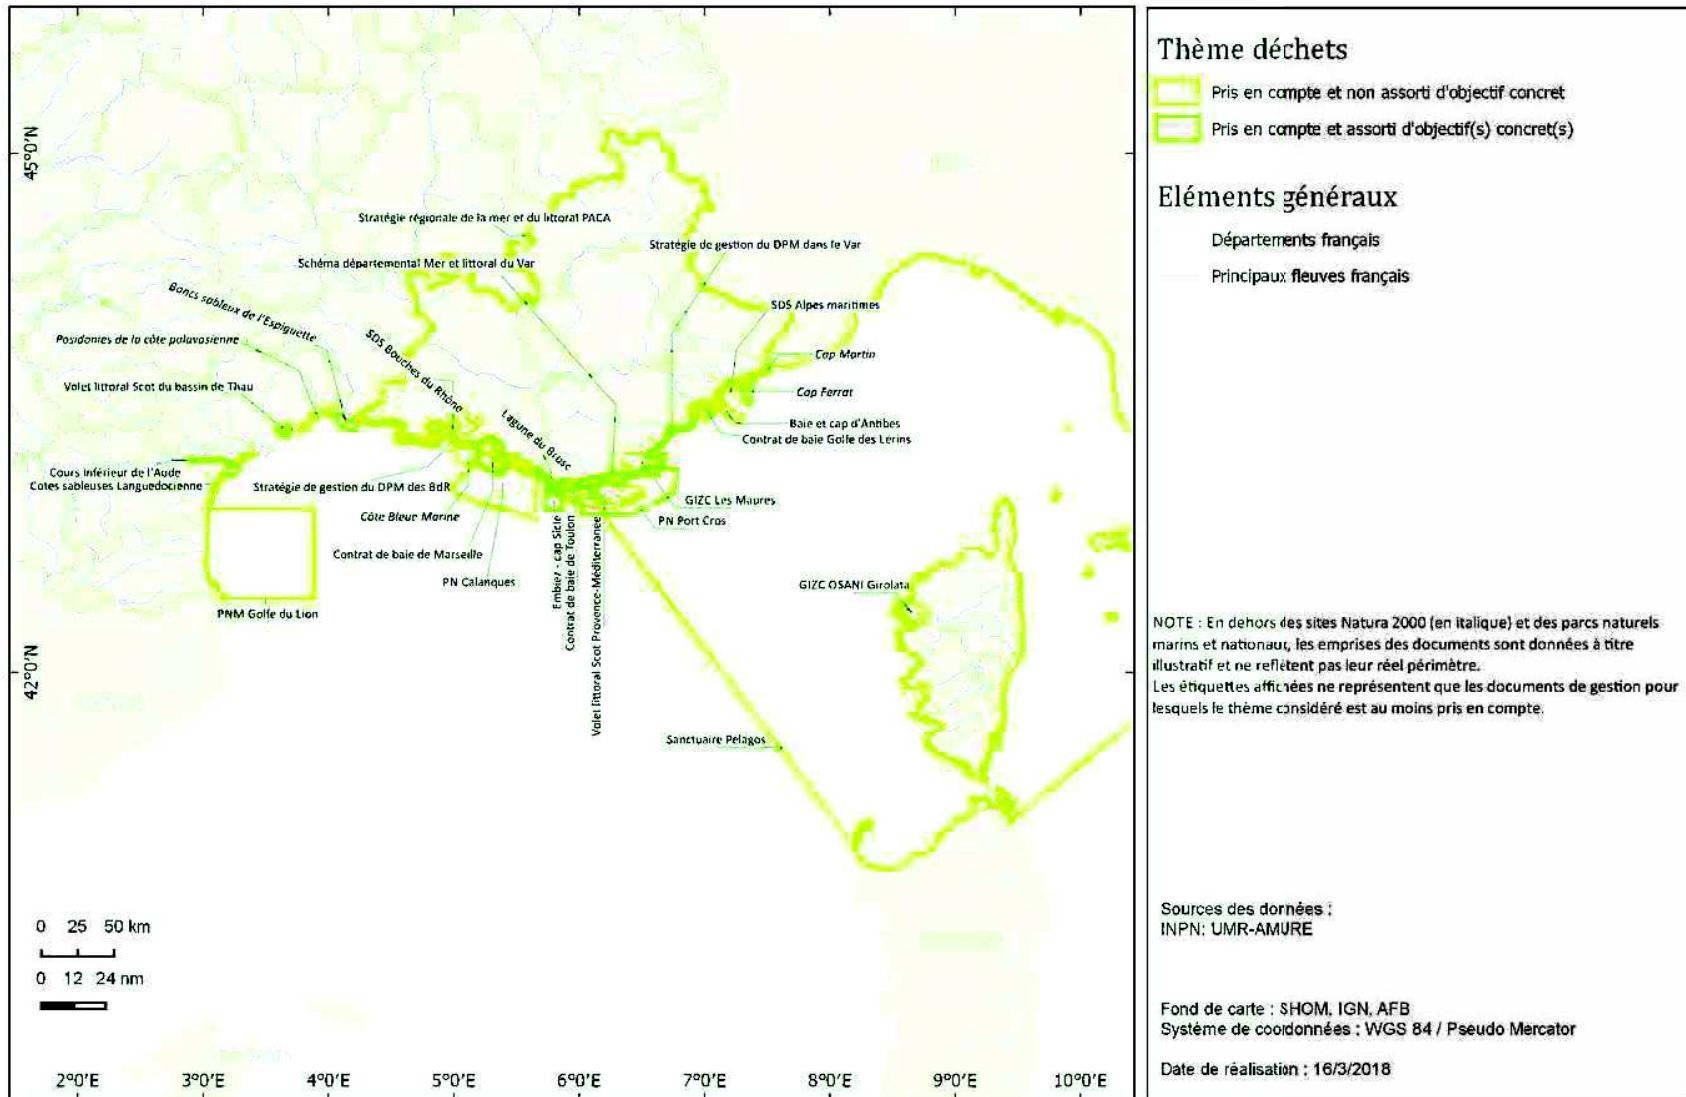 45°0'N
42°0'N
Stratégie régionale de la mer et du littoral PACA
Stratégie de gestion du DPM dans le Var
Schéma départemental Mer et littoral du Var
Bancs sableux de l'Espiguette
SDS Alpes maritimes
Posidonies de la côte palavasienne
SDS Bouches du Rhône
Cap Martin
Volet littoral Scot du bassin de Thau
Cap Ferrat
Lagune du Brusc
Baie et cap d'Antibes
Contrat de baie Golfe des Lérins
Cours inférieur de l'Aude
Cotes sableuses Languedocienne
Stratégie de gestion du DPM des BdR
GIZC Les Maures
Côte Bleue Marine
PN Port Cros
Contrat de baie de Marseille
PN Calanques
Embiez - cap Sicié
Contrat de baie de Toulon
Volet littoral Scot Provence-Méditerranée
GIZC OSANI Girolata
PNM Golfe du Lion
Sanctuaire Pelagos
0 25 50 km
0 12 24 nm
2°0'E 3°0'E 4°0'E 5°0'E 6°0'E 7°0'E 8°0'E 9°0'E 10°0'E
Thème déchets
Pris en compte et non assorti d'objectif concret
Pris en compte et assorti d'objectif(s) concret(s)
Eléments généraux
Départements français
Principaux fleuves français
NOTE : En dehors des sites Natura 2000 (en italique) et des parcs naturels
marins et nationaux, les emprises des documents sont données à titre
illustratif et ne reflètent pas leur réel périmètre.
Les étiquettes affichées ne représentent que les documents de gestion pour
lesquels le thème considéré est au moins pris en compte.
Sources des données :
INPN: UMR-AMURE
Fond de carte : SHOM, IGN, AFB
Système de coordonnées : WGS 84 / Pseudo Mercator
Date de réalisation : 16/3/2018